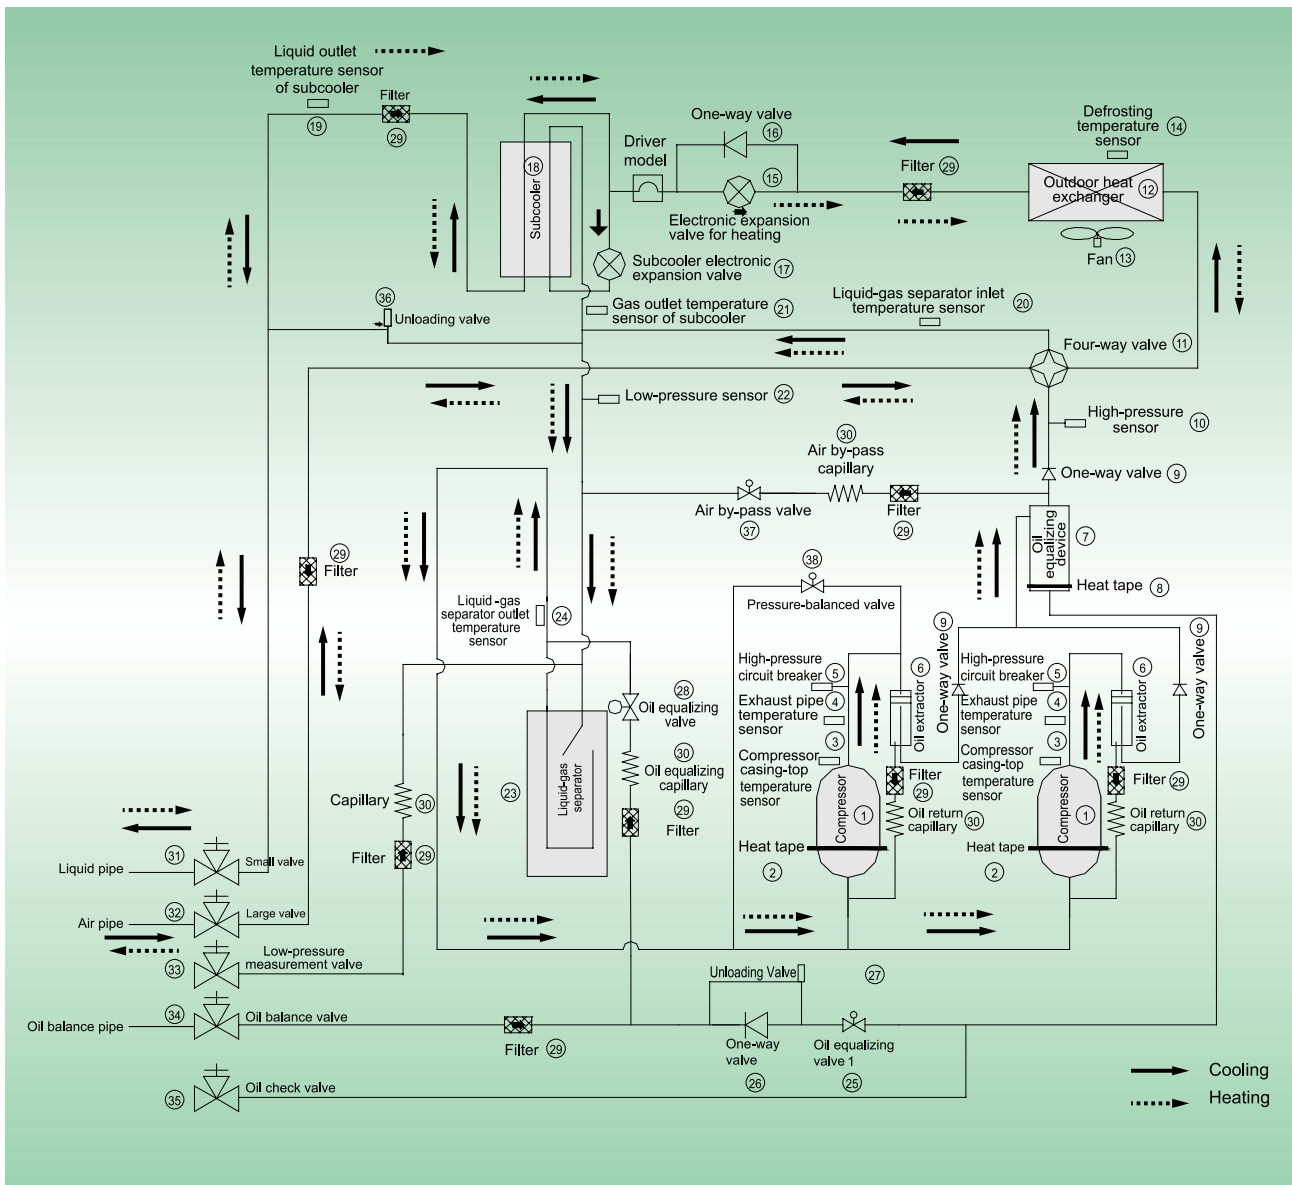 Liquid outlet
temperature sensor
of subcooler
19
Filter
29
18
Subcooler
Driver
model
One-way valve
16
15
Electronic expansion
valve for heating
Filter 29
Defrosting
temperature
sensor
14
Outdoor heat
exchanger
12
Fan 13
Subcooler electronic
expansion valve
17
Gas outlet temperature
sensor of subcooler
21
Liquid-gas separator inlet
temperature sensor
20
36
Unloading valve
Four-way valve 11
Low-pressure sensor 22
High-pressure
sensor
10
30
Air by-pass
capillary
One-way valve 9
Air by-pass valve
37
Filter
29
Oil
equalizing
device
7
Heat tape 8
29
Filter
38
Pressure-balanced valve
Liquid-gas
separator outlet
temperature
sensor
24
High-pressure
circuit breaker
5
Exhaust pipe
temperature
sensor
4
3
Compressor
casing-top
temperature
sensor
6
Oil extractor
9
One-way valve
High-pressure
circuit breaker
5
Exhaust pipe
temperature
sensor
4
3
Compressor
casing-top
temperature
sensor
6
Oil extractor
9
One-way valve
28
Oil equalizing
valve
30
Oil equalizing
capillary
29
Filter
23
Liquid-gas
separator
Compressor
1
Filter
29
Oil return
capillary 30
Heat tape
2
Compressor
1
Filter 29
Oil return
capillary 30
Heat tape
2
Capillary 30
Filter 29
31
Liquid pipe
Small valve
32
Air pipe
Large valve
33
Low-pressure
measurement valve
34
Oil balance pipe
Oil balance valve
35
Oil check valve
Filter 29
Unloading Valve
27
One-way
valve
26
Oil equalizing
valve 1
25
Cooling
Heating